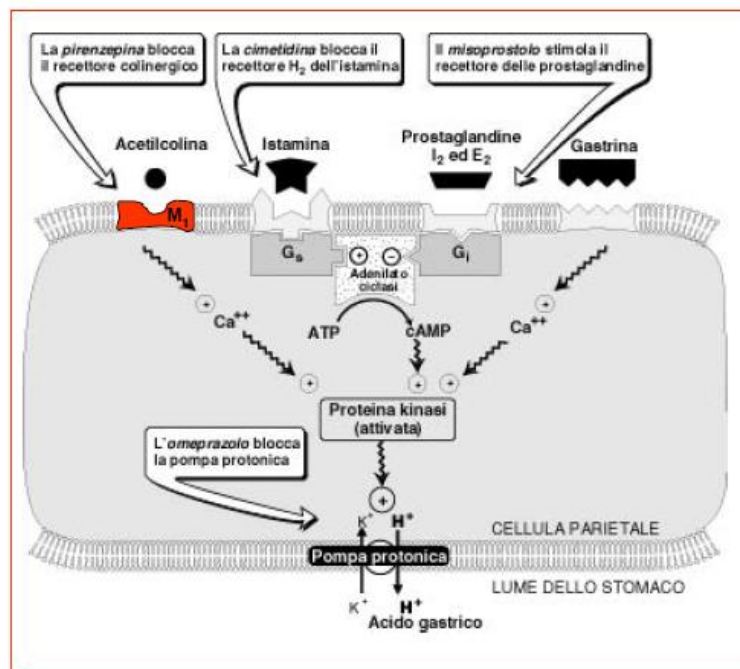 La pirenzepina blocca
il recettore colinergico
La cimetidina blocca il
recettore H₂ dell'istamina
Il misoprostolo stimola il
recettore delle prostaglandine
Acetilcolina
Istamina
Prostaglandine
I₂ ed E₂
Gastrina
M₁
Gₛ
+
−
Gᵢ
Adenilato
ciclasi
+
Ca⁺⁺
ATP
cAMP
Ca⁺⁺
+
+
+
+
Proteina kinasi
(attivata)
L'omeprazolo blocca
la pompa protonica
+
K⁺
H⁺
CELLULA PARIETALE
Pompa protonica
LUME DELLO STOMACO
K⁺
H⁺
Acido gastrico